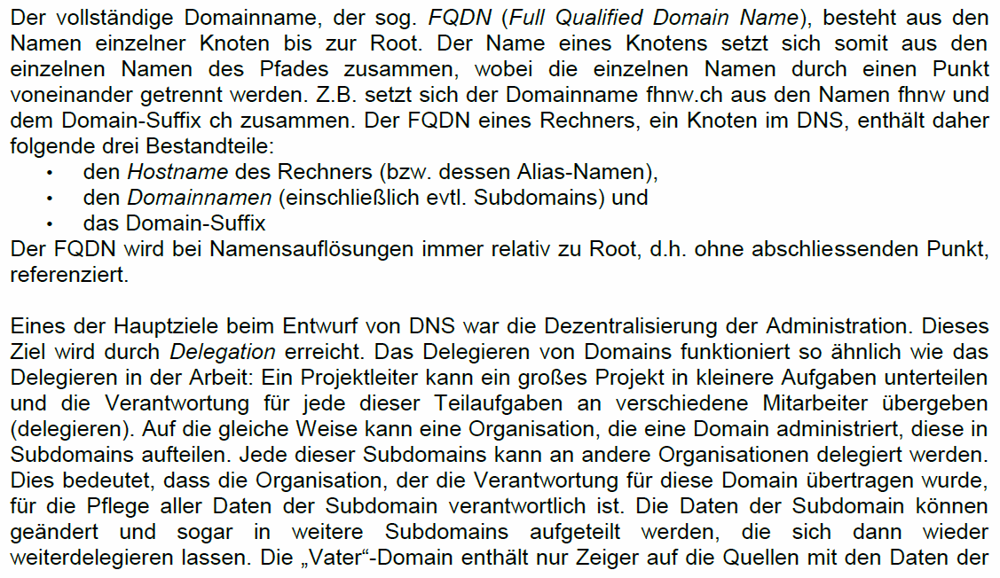 Der vollständige Domainname, der sog. FQDN (Full Qualified Domain Name), besteht aus den
Namen einzelner Knoten bis zur Root. Der Name eines Knotens setzt sich somit aus den
einzelnen Namen des Pfades zusammen, wobei die einzelnen Namen durch einen Punkt
voneinander getrennt werden. Z.B. setzt sich der Domainname fhnw.ch aus den Namen fhnw und
dem Domain-Suffix ch zusammen. Der FQDN eines Rechners, ein Knoten im DNS, enthält daher
folgende drei Bestandteile:
• den Hostname des Rechners (bzw. dessen Alias-Namen),
• den Domainnamen (einschließlich evtl. Subdomains) und
• das Domain-Suffix
Der FQDN wird bei Namensauflösungen immer relativ zu Root, d.h. ohne abschliessenden Punkt,
referenziert.
Eines der Hauptziele beim Entwurf von DNS war die Dezentralisierung der Administration. Dieses
Ziel wird durch Delegation erreicht. Das Delegieren von Domains funktioniert so ähnlich wie das
Delegieren in der Arbeit: Ein Projektleiter kann ein großes Projekt in kleinere Aufgaben unterteilen
und die Verantwortung für jede dieser Teilaufgaben an verschiedene Mitarbeiter übergeben
(delegieren). Auf die gleiche Weise kann eine Organisation, die eine Domain administriert, diese in
Subdomains aufteilen. Jede dieser Subdomains kann an andere Organisationen delegiert werden.
Dies bedeutet, dass die Organisation, der die Verantwortung für diese Domain übertragen wurde,
für die Pflege aller Daten der Subdomain verantwortlich ist. Die Daten der Subdomain können
geändert und sogar in weitere Subdomains aufgeteilt werden, die sich dann wieder
weiterdelegieren lassen. Die „Vater“-Domain enthält nur Zeiger auf die Quellen mit den Daten der